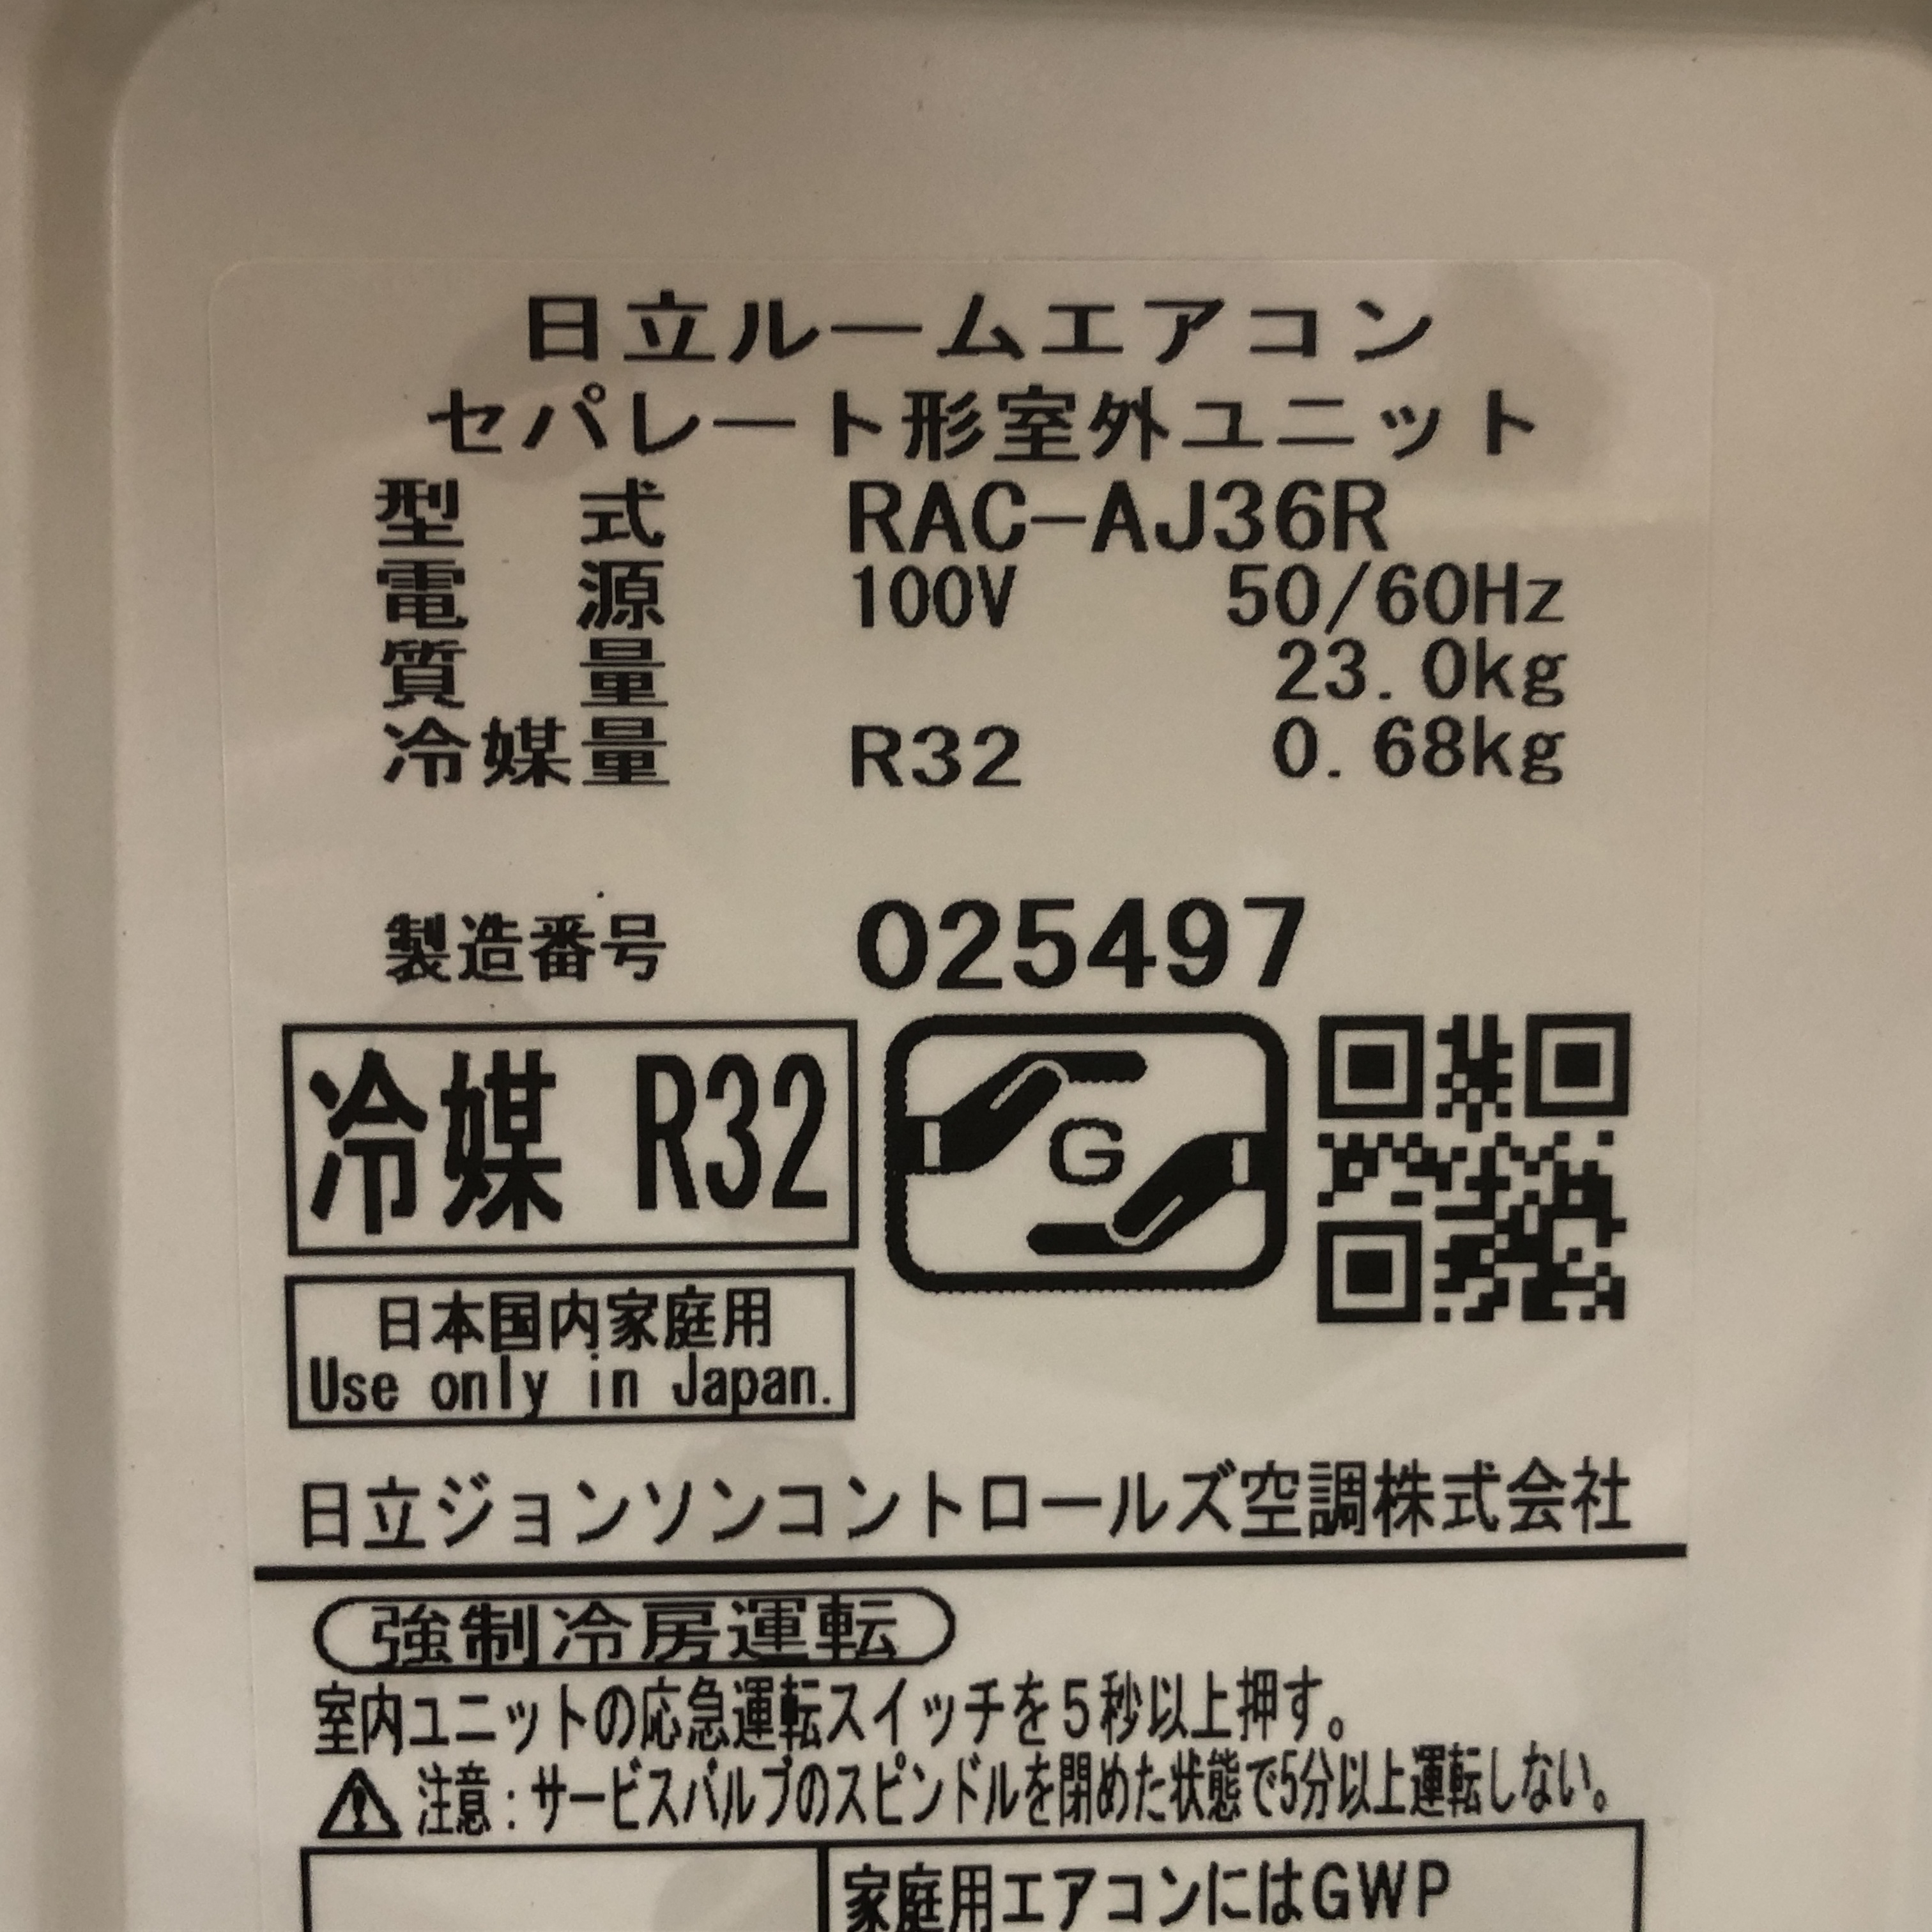 日立ルームエアコン
セパレート形室外ユニット
型式 RAC-AJ36R
電源 100V 50/60Hz
質量 23.0kg
冷媒量 R32 0.68kg
製造番号 025497
冷媒 R32
G
日本国内家庭用
Use only in Japan.
日立ジョンソンコントロールズ空調株式会社
強制冷房運転
室内ユニットの応急運転スイッチを5秒以上押す。
注意:サービスバルブのスピンドルを閉めた状態で5分以上運転しない。
家庭用エアコンにはGWP